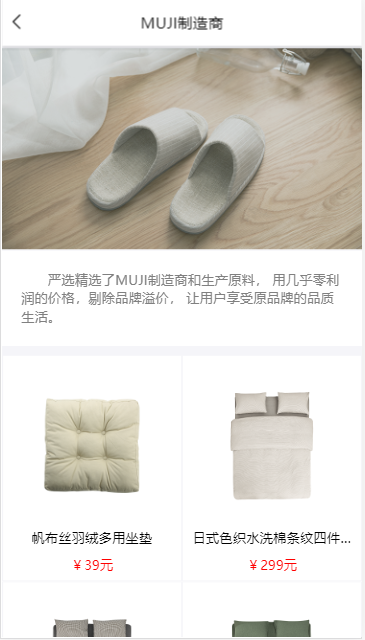 MUJI制造商
严选精选了MUJI制造商和生产原料， 用几乎零利
润的价格，剔除品牌溢价， 让用户享受原品牌的品质
生活。
帆布丝羽绒多用坐垫
￥39元
日式色织水洗棉条纹四件...
￥299元